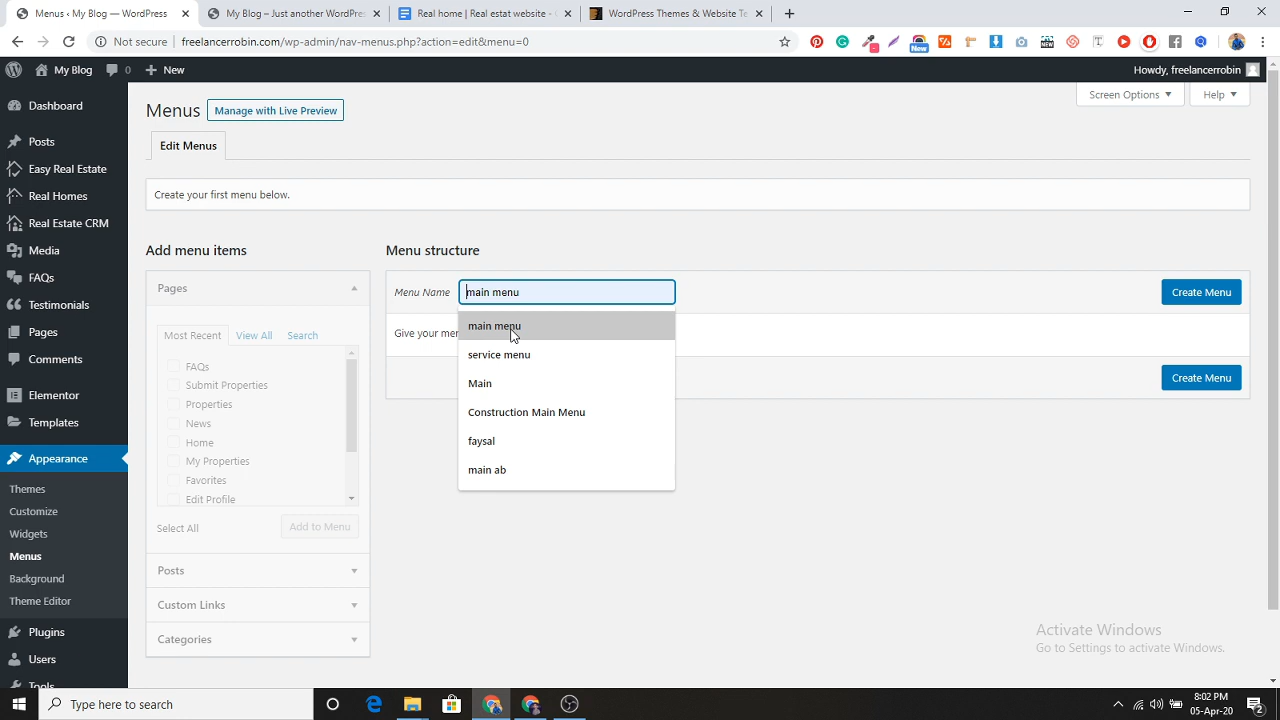 Menus ‹ My Blog — WordPress
My Blog – Just another WordPres
Real home | Real estat website -
WordPress Themes & Website Te
Not secure
freelancerrobin.com/wp-admin/nav-menus.php?action=edit&menu=0
New
NEW
My Blog
0
New
Howdy, freelancerrobin
Dashboard
Posts
Easy Real Estate
Real Homes
Real Estate CRM
Media
FAQs
Testimonials
Pages
Comments
Elementor
Templates
Appearance
Themes
Customize
Widgets
Menus
Background
Theme Editor
Plugins
Users
Tools
Menus
Manage with Live Preview
Screen Options
Help
Edit Menus
Create your first menu below.
Add menu items
Pages
Most Recent
View All
Search
FAQs
Submit Properties
Properties
News
Home
My Properties
Favorites
Edit Profile
Select All
Add to Menu
Posts
Custom Links
Categories
Menu structure
Menu Name
main menu
Create Menu
Give your
main menu
service menu
Main
Construction Main Menu
faysal
main ab
Create Menu
Activate Windows
Go to Settings to activate Windows.
Type here to search
8:02 PM
05-Apr-20
2